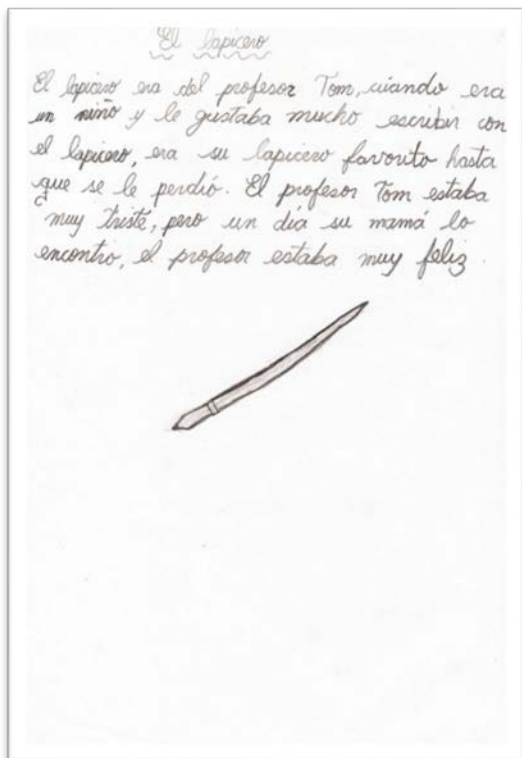 El lapicero
El lapicero era del profesor Tom, cuando era
un niño y le gustaba mucho escribir con
el lapicero, era su lapicero favorito hasta
que se le perdió. El profesor Tom estaba
muy triste, pero un día su mamá lo
encontro, el profesor estaba muy feliz.